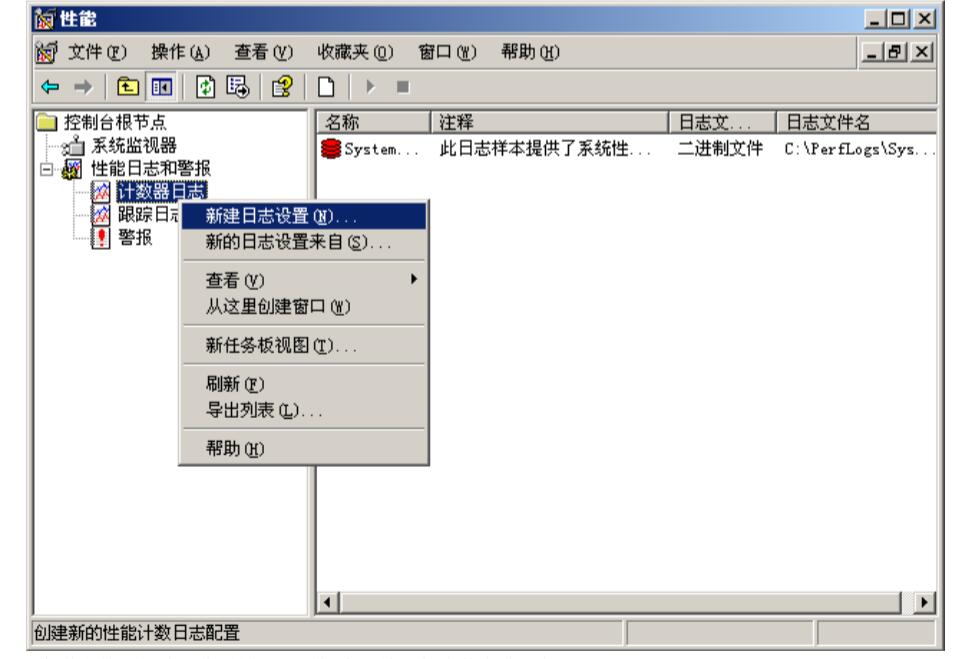 性能
文件(F) 操作(A) 查看(V) 收藏夹(O) 窗口(W) 帮助(H)
控制台根节点
系统监视器
性能日志和警报
计数器日志
跟踪日志
警报
名称 注释 日志文... 日志文件名
System... 此日志样本提供了系统性... 二进制文件 C:\PerfLogs\Sys...
新建日志设置(N)...
新的日志设置来自(S)...
查看(V)
从这里创建窗口(W)
新任务板视图(T)...
刷新(F)
导出列表(L)...
帮助(H)
创建新的性能计数日志配置